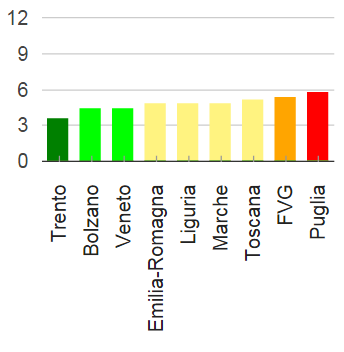 12
9
6
3
0
Trento
Bolzano
Veneto
Emilia-Romagna
Liguria
Marche
Toscana
FVG
Puglia